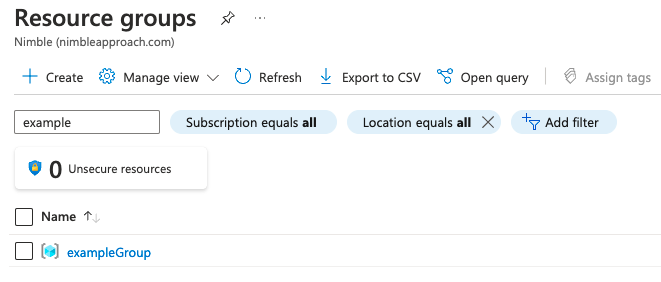 Resource groups
Nimble (nimbleapproach.com)
Create Manage view Refresh Export to CSV Open query Assign tags
example Subscription equals all Location equals all Add filter
0 Unsecure resources
Name
exampleGroup